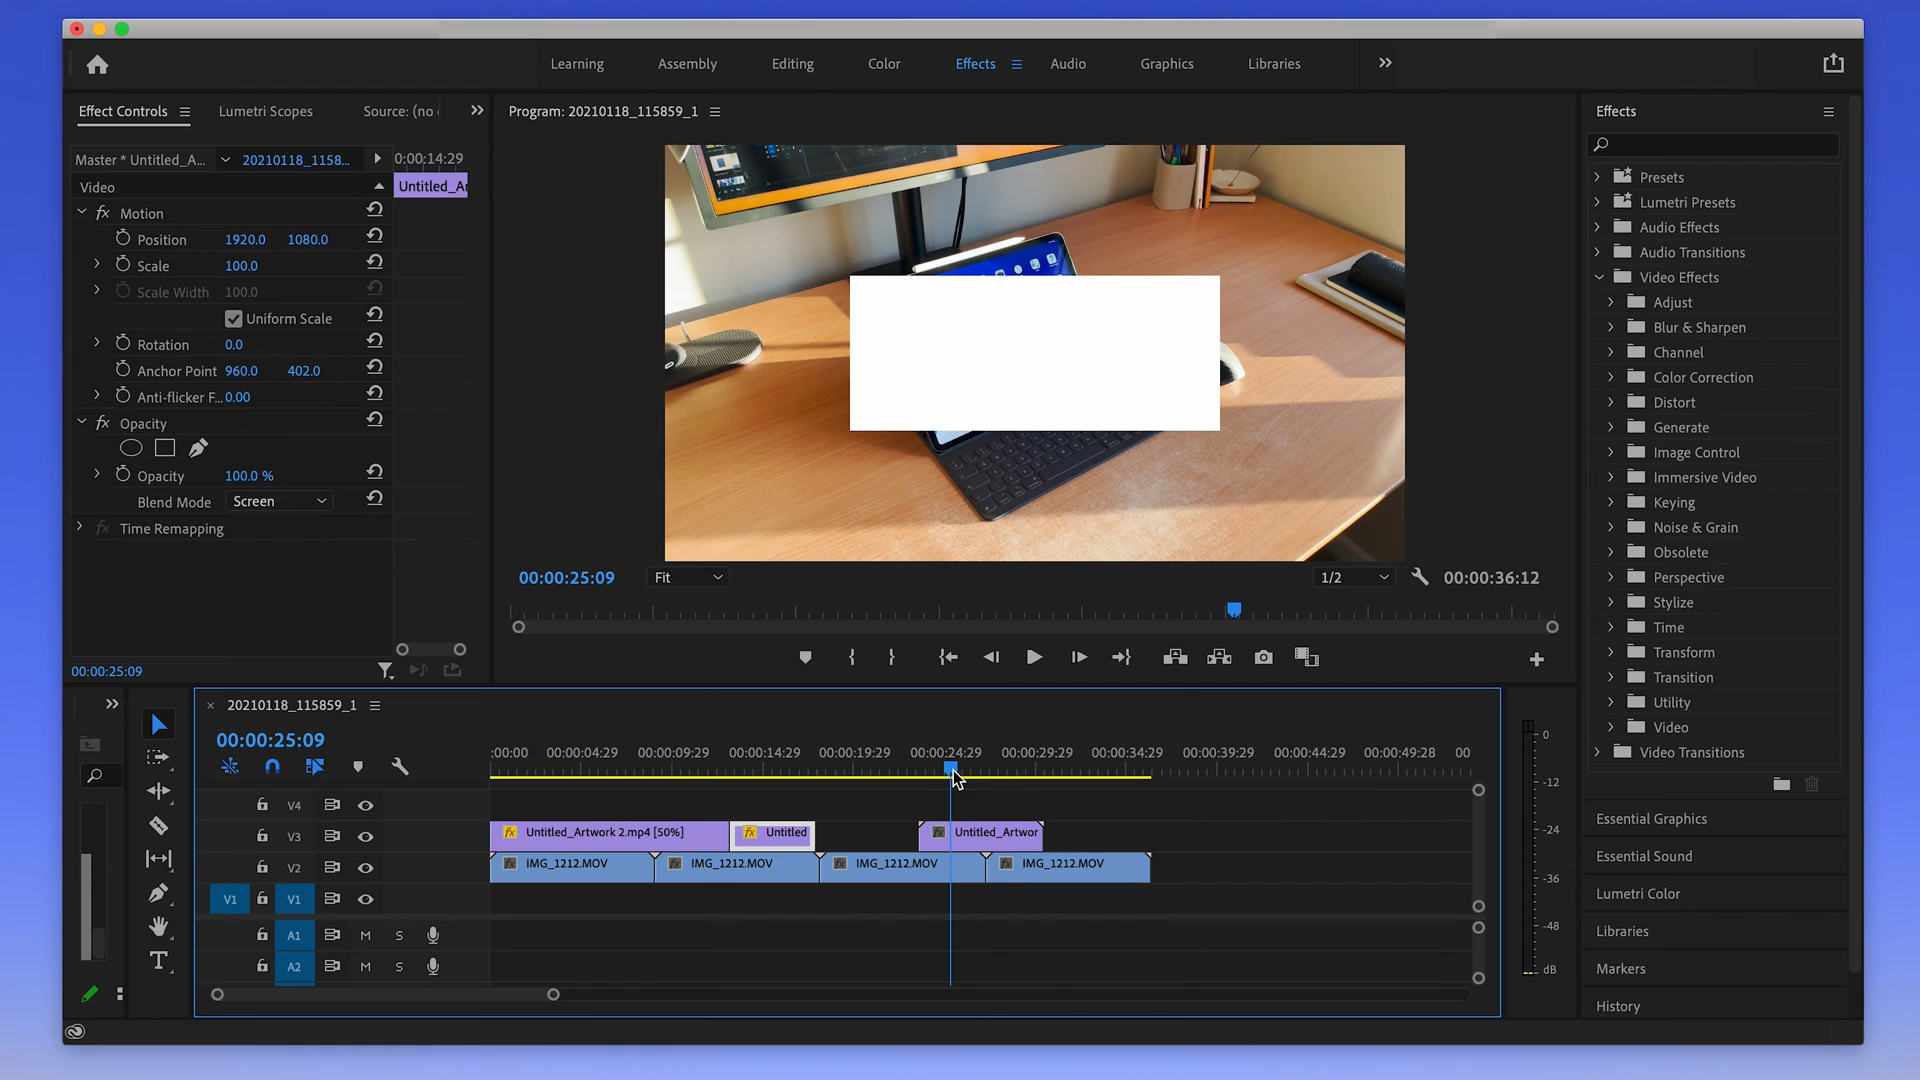 Learning Assembly Editing Color Effects Audio Graphics Libraries
Effect Controls Lumetri Scopes Source: (no
Program: 20210118_115859_1
Effects
Master * Untitled_A... 20210118_1158... 0:00:14:29
Video Untitled_Ar
Motion
Position 1920.0 1080.0
Scale 100.0
Scale Width 100.0
Uniform Scale
Rotation 0.0
Anchor Point 960.0 402.0
Anti-flicker F... 0.00
Opacity
Opacity 100.0 %
Blend Mode Screen
Time Remapping
00:00:25:09
00:00:25:09 Fit 1/2 00:00:36:12
Presets
Lumetri Presets
Audio Effects
Audio Transitions
Video Effects
Adjust
Blur & Sharpen
Channel
Color Correction
Distort
Generate
Image Control
Immersive Video
Keying
Noise & Grain
Obsolete
Perspective
Stylize
Time
Transform
Transition
Utility
Video
Video Transitions
Essential Graphics
Essential Sound
Lumetri Color
Libraries
Markers
History
20210118_115859_1
00:00:25:09
:00:00 00:00:04:29 00:00:09:29 00:00:14:29 00:00:19:29 00:00:24:29 00:00:29:29 00:00:34:29 00:00:39:29 00:00:44:29 00:00:49:28 00
V4
V3 Untitled_Artwork 2.mp4 [50%] Untitled Untitled_Artwor
V2 IMG_1212.MOV IMG_1212.MOV IMG_1212.MOV IMG_1212.MOV
V1 V1
A1 M S
A2 M S
0
-12
-24
-36
-48
dB